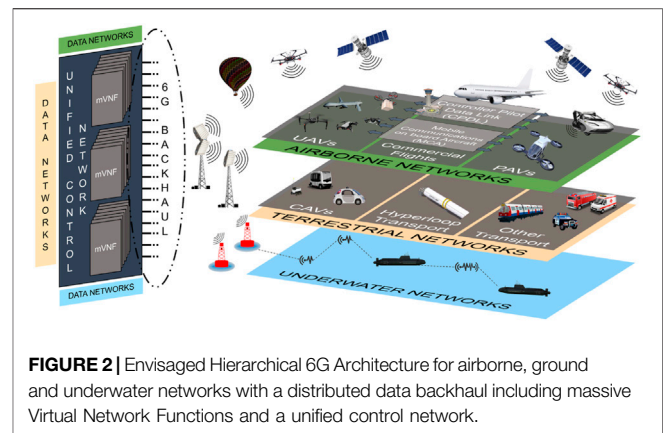 DATA NETWORKS
DATA NETWORKS
UNIFIED CONTROL
NETWORK
mVNF
mVNF
mVNF
6G BACKHAUL
DATA NETWORKS
Controller Pilot
Data Link
(CPDL)
Mobile
Communications
on board Aircraft
(MCA)
UAVs
Commercial
Flights
PAVs
AIRBORNE NETWORKS
CAVs
Hyperloop
Transport
Other
Transport
TERRESTRIAL NETWORKS
UNDERWATER NETWORKS
FIGURE 2 | Envisaged Hierarchical 6G Architecture for airborne, ground
and underwater networks with a distributed data backhaul including massive
Virtual Network Functions and a unified control network.